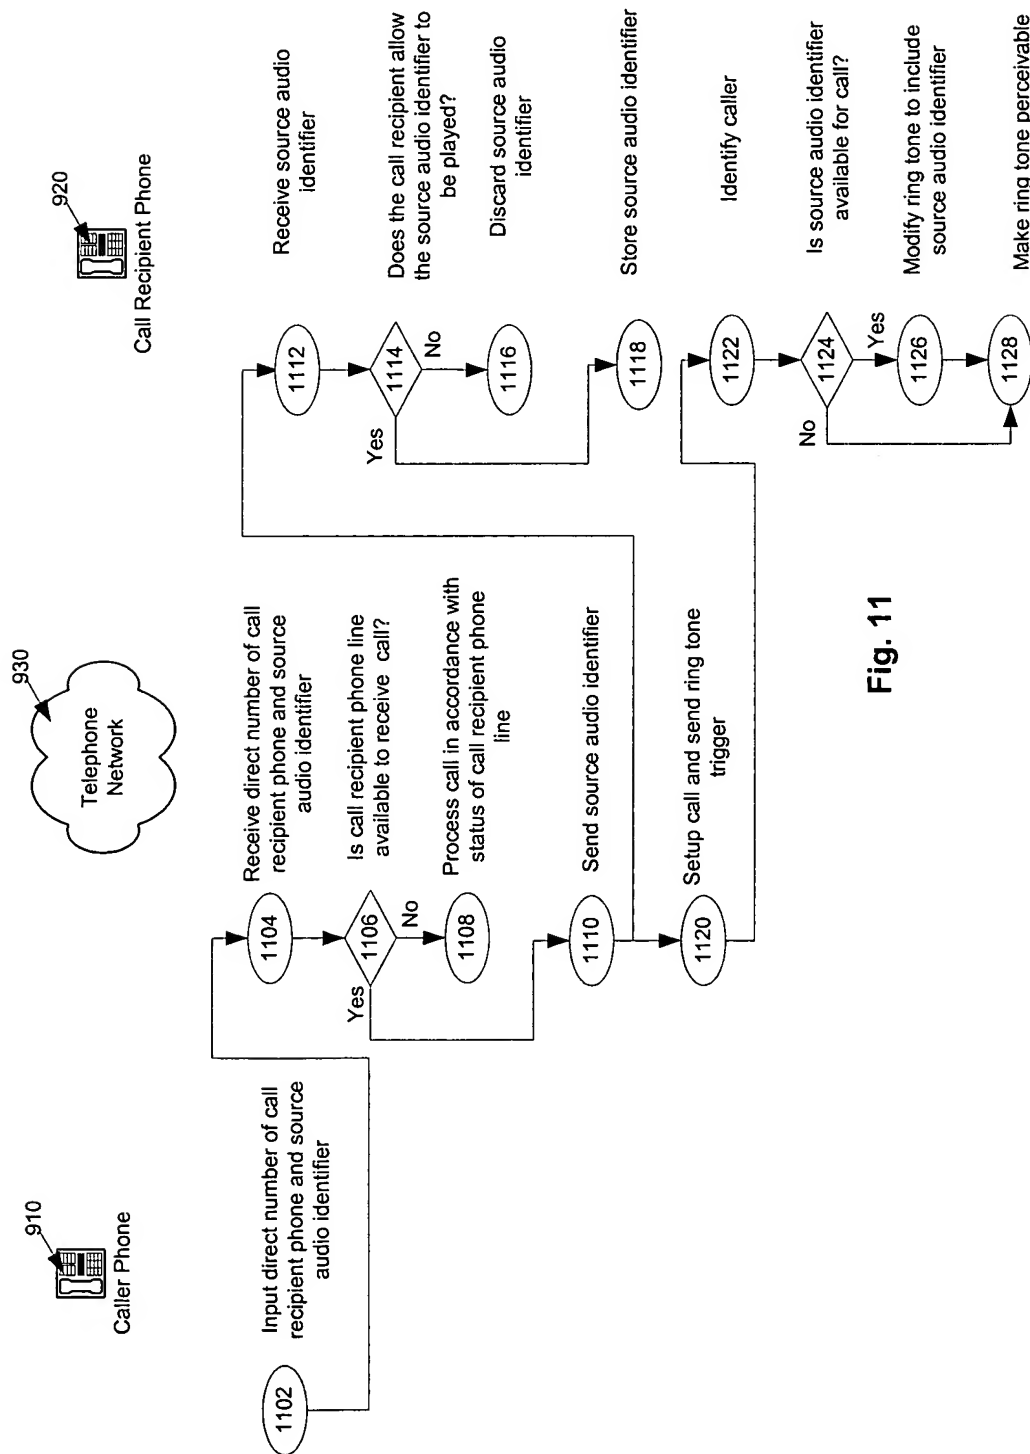 910
Caller Phone
1102
Input direct number of call
recipient phone and source
audio identifier
930
Telephone
Network
1104
Receive direct number of call
recipient phone and source
audio identifier
1106
Is call recipient phone line
available to receive call?
Yes
No
1108
Process call in accordance with
status of call recipient phone
line
1110
Send source audio identifier
1120
Setup call and send ring tone
trigger
920
Call Recipient Phone
1112
Receive source audio
identifier
1114
Does the call recipient allow
the source audio identifier to
be played?
Yes
No
1116
Discard source audio
identifier
1118
Store source audio identifier
1122
Identify caller
1124
Is source audio identifier
available for call?
No
Yes
1126
Modify ring tone to include
source audio identifier
1128
Make ring tone perceivable
Fig. 11